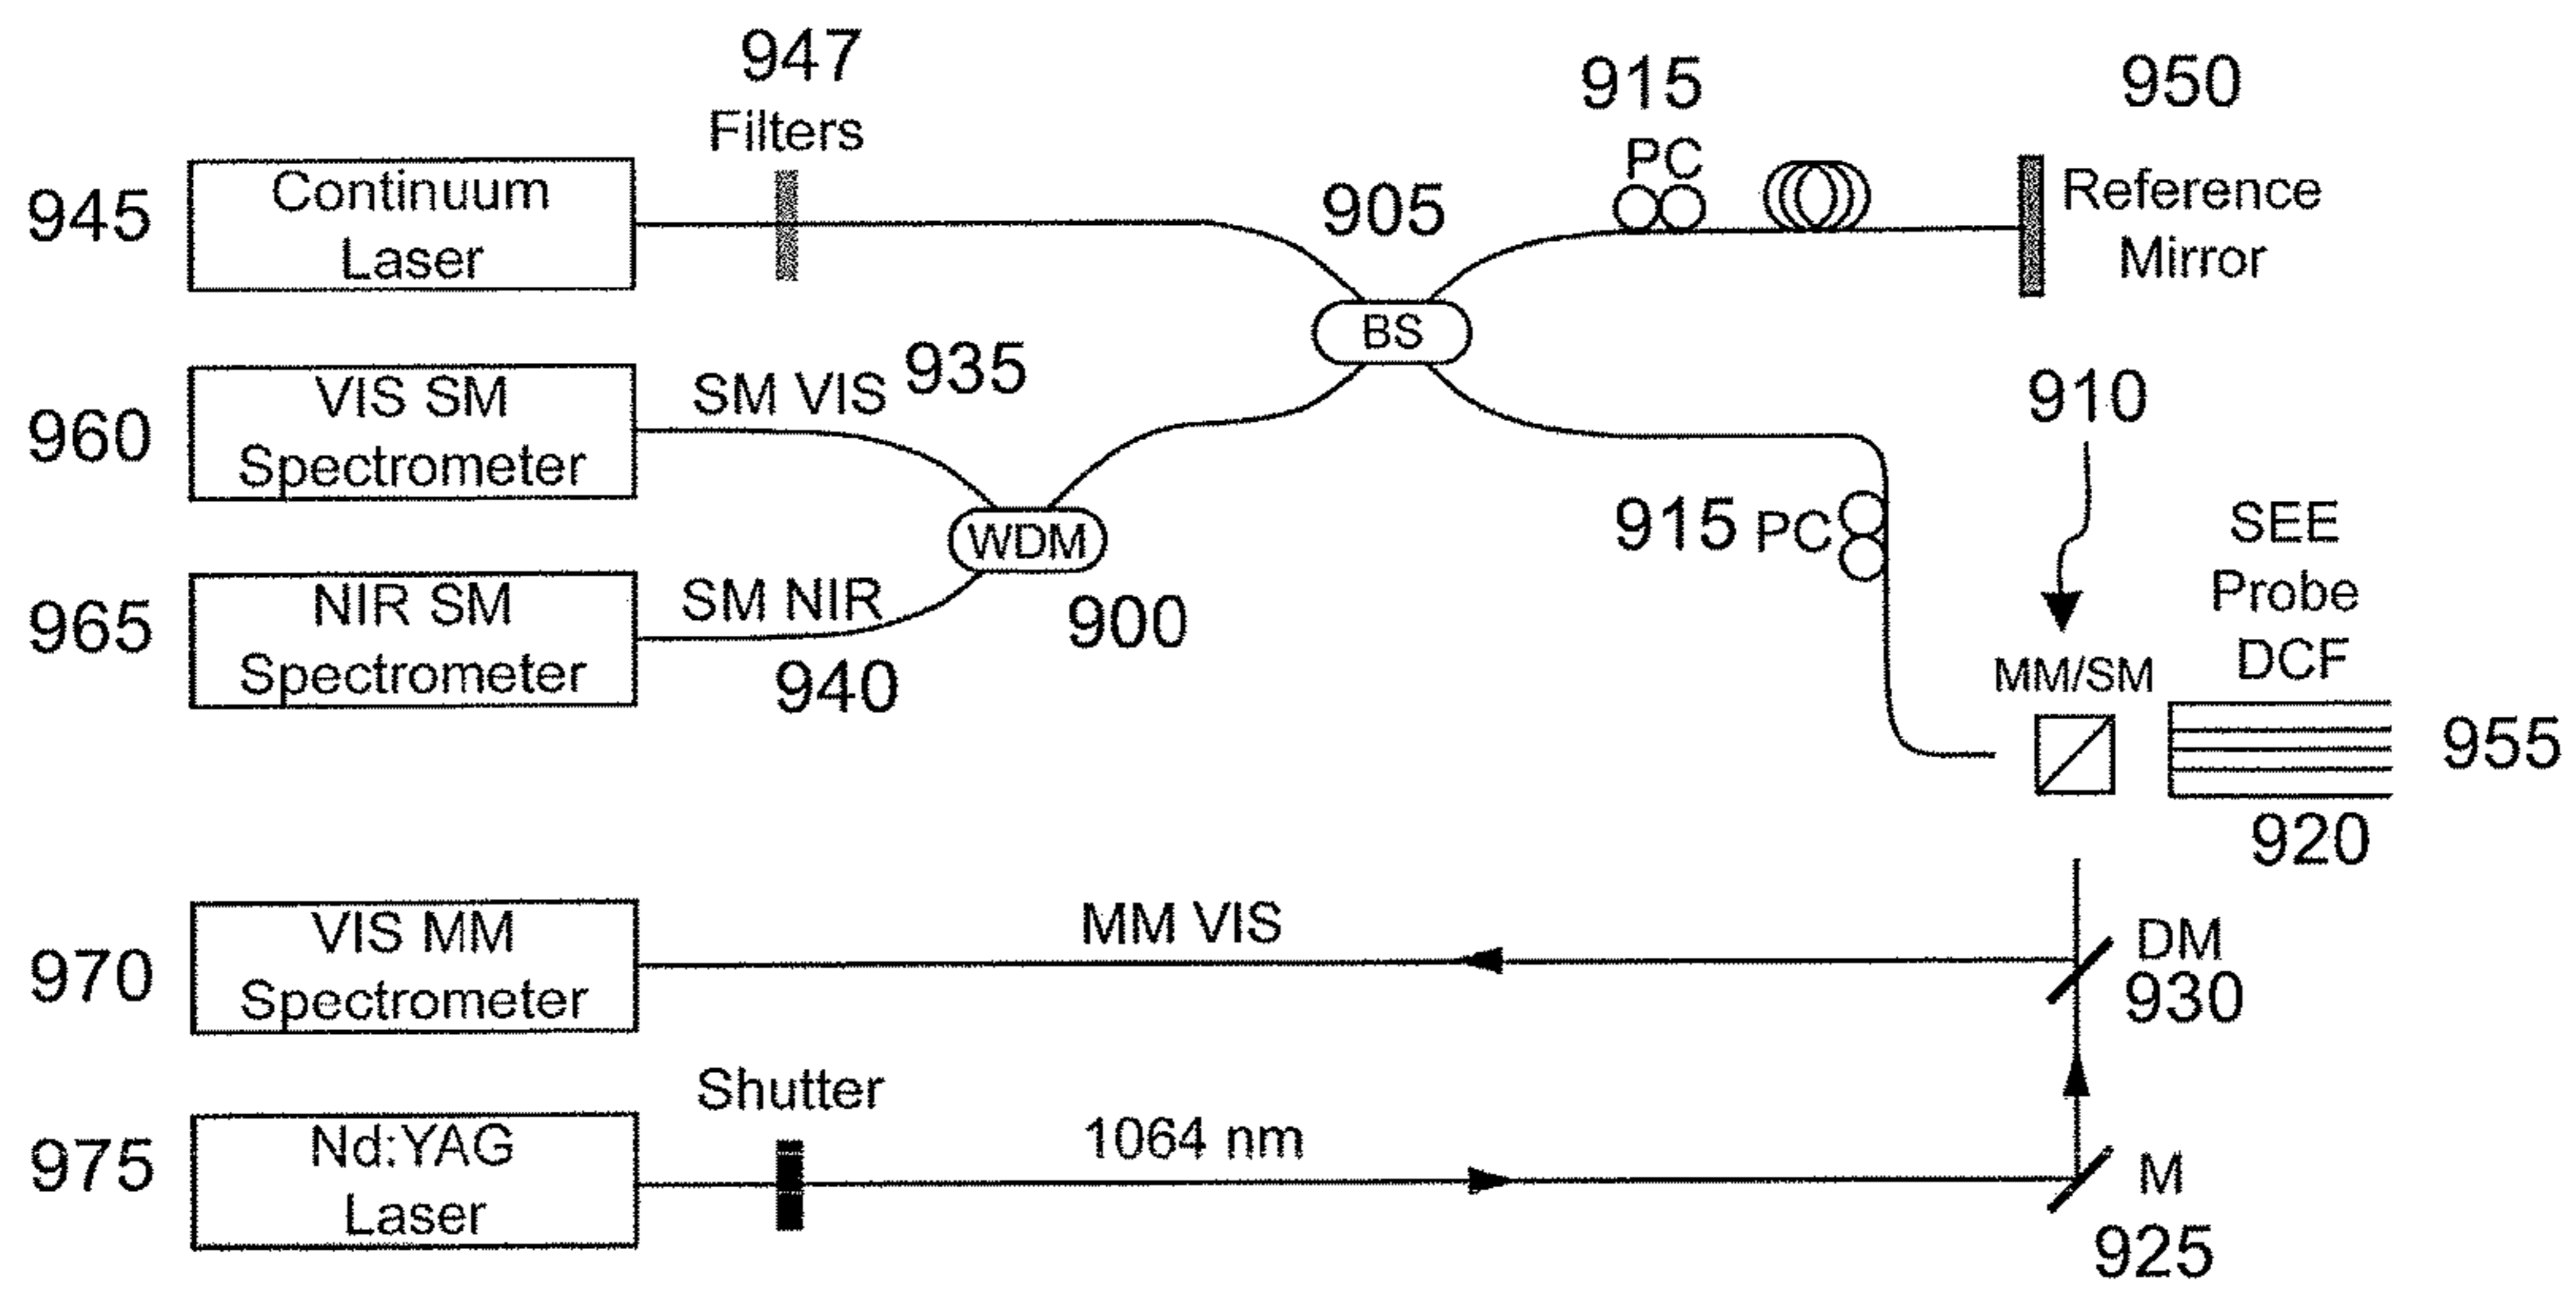 947
Filters
915
PC
950
945
Continuum
Laser
905
Reference
Mirror
BS
960
VIS SM
Spectrometer
SM VIS
935
910
915
PC
SEE
Probe
DCF
WDM
900
965
NIR SM
Spectrometer
SM NIR
940
MM/SM
955
920
970
VIS MM
Spectrometer
MM VIS
DM
930
Shutter
975
Nd:YAG
Laser
1064 nm
M
925